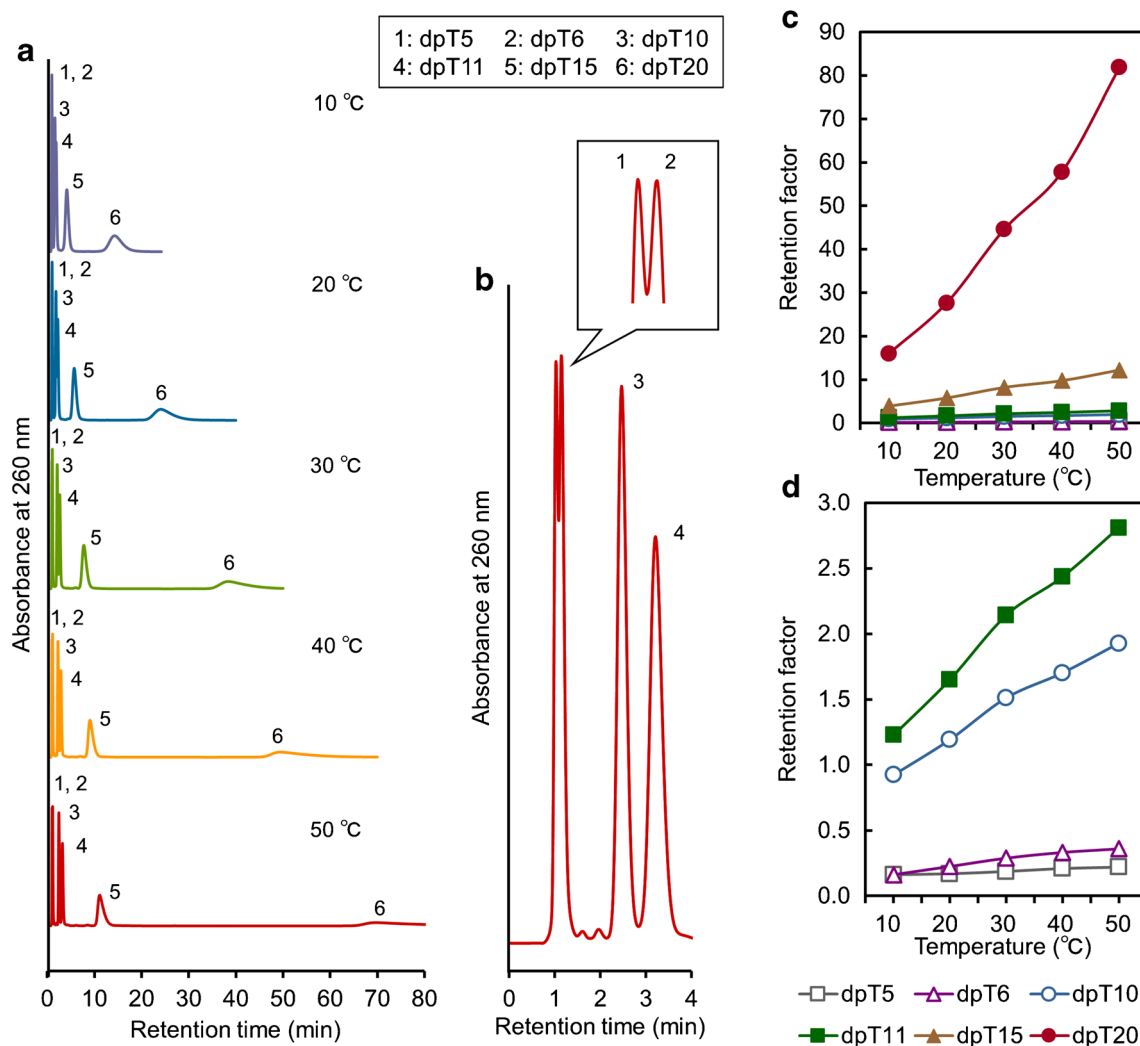 1: dpT5 2: dpT6 3: dpT10
4: dpT11 5: dpT15 6: dpT20
a
Absorbance at 260 nm
10 ℃
1, 2
3
4
5
6
20 ℃
1, 2
3
4
5
6
30 ℃
1, 2
3
4
5
6
40 ℃
1, 2
3
4
5
6
50 ℃
1, 2
3
4
5
6
0 10 20 30 40 50 60 70 80
Retention time (min)
b
Absorbance at 260 nm
1 2
3
4
0 1 2 3 4
Retention time (min)
c
Retention factor
90
80
70
60
50
40
30
20
10
0
10 20 30 40 50
Temperature (℃)
d
Retention factor
3.0
2.5
2.0
1.5
1.0
0.5
0.0
10 20 30 40 50
Temperature (℃)
dpT5 dpT6 dpT10
dpT11 dpT15 dpT20